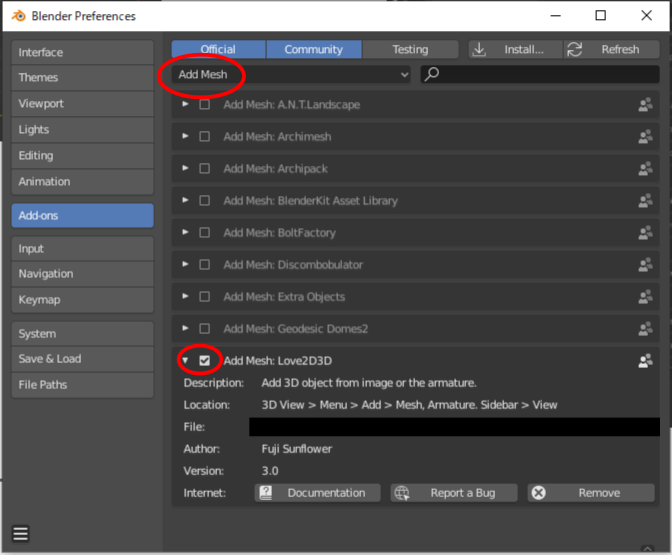 Blender Preferences
Interface
Themes
Viewport
Lights
Editing
Animation
Add-ons
Input
Navigation
Keymap
System
Save & Load
File Paths
Official Community Testing Install... Refresh
Add Mesh
Add Mesh: A.N.T.Landscape
Add Mesh: Archimesh
Add Mesh: Archipack
Add Mesh: BlenderKit Asset Library
Add Mesh: BoltFactory
Add Mesh: Discombobulator
Add Mesh: Extra Objects
Add Mesh: Geodesic Domes2
Add Mesh: Love2D3D
Description: Add 3D object from image or the armature.
Location: 3D View > Menu > Add > Mesh, Armature. Sidebar > View
File:
Author: Fuji Sunflower
Version: 3.0
Internet: Documentation Report a Bug Remove